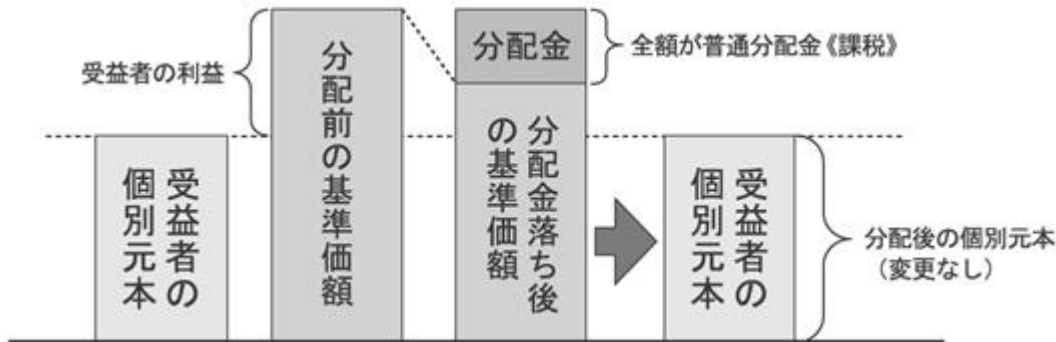 受益者の利益
受益者の
個別元本
分配前の基準価額
分配金
全額が普通分配金《課税》
分配金落ち後
の基準価額
受益者の
個別元本
分配後の個別元本
（変更なし）